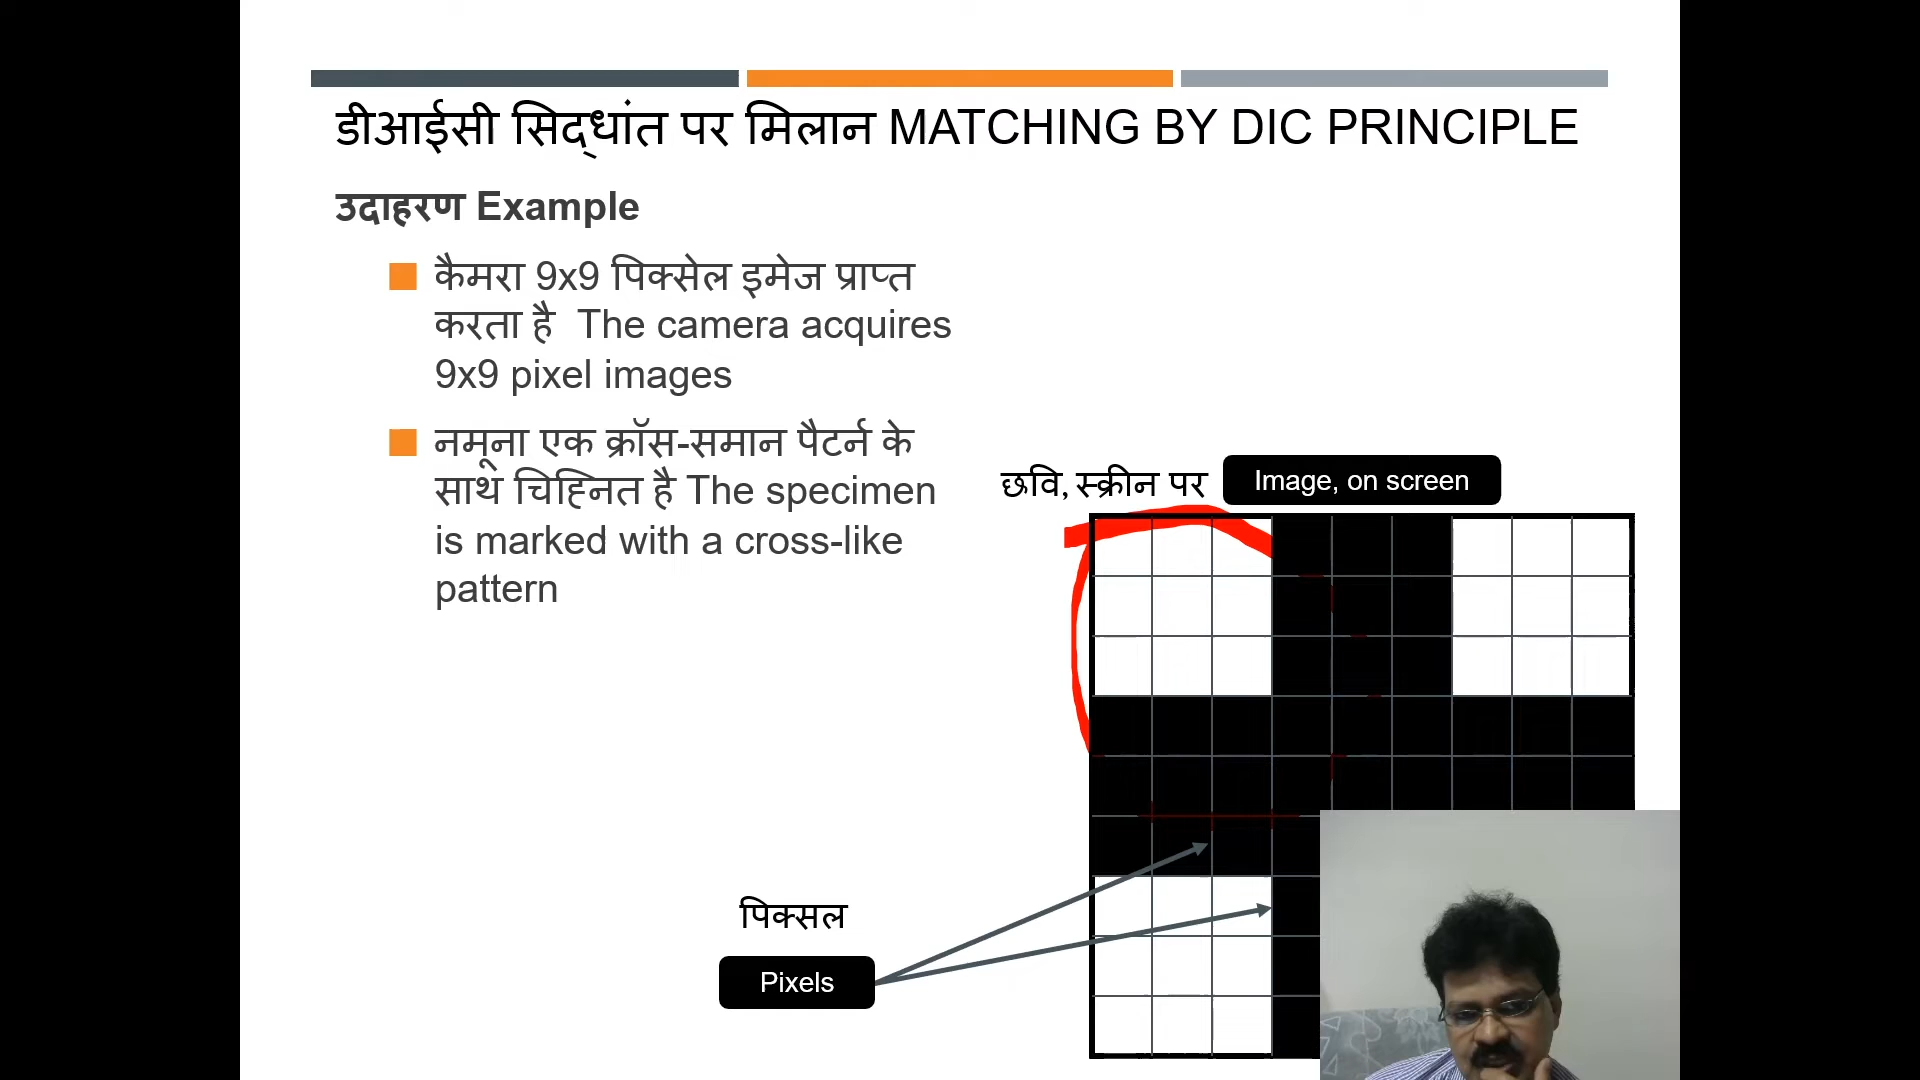 डीआईसी सिद्धांत पर मिलान MATCHING BY DIC PRINCIPLE
उदाहरण Example
कैमरा 9x9 पिक्सेल इमेज प्राप्त
करता है The camera acquires
9x9 pixel images
नमूना एक क्रॉस-समान पैटर्न के
साथ चिह्नित है The specimen
is marked with a cross-like
pattern
छवि, स्क्रीन पर Image, on screen
पिक्सल
Pixels